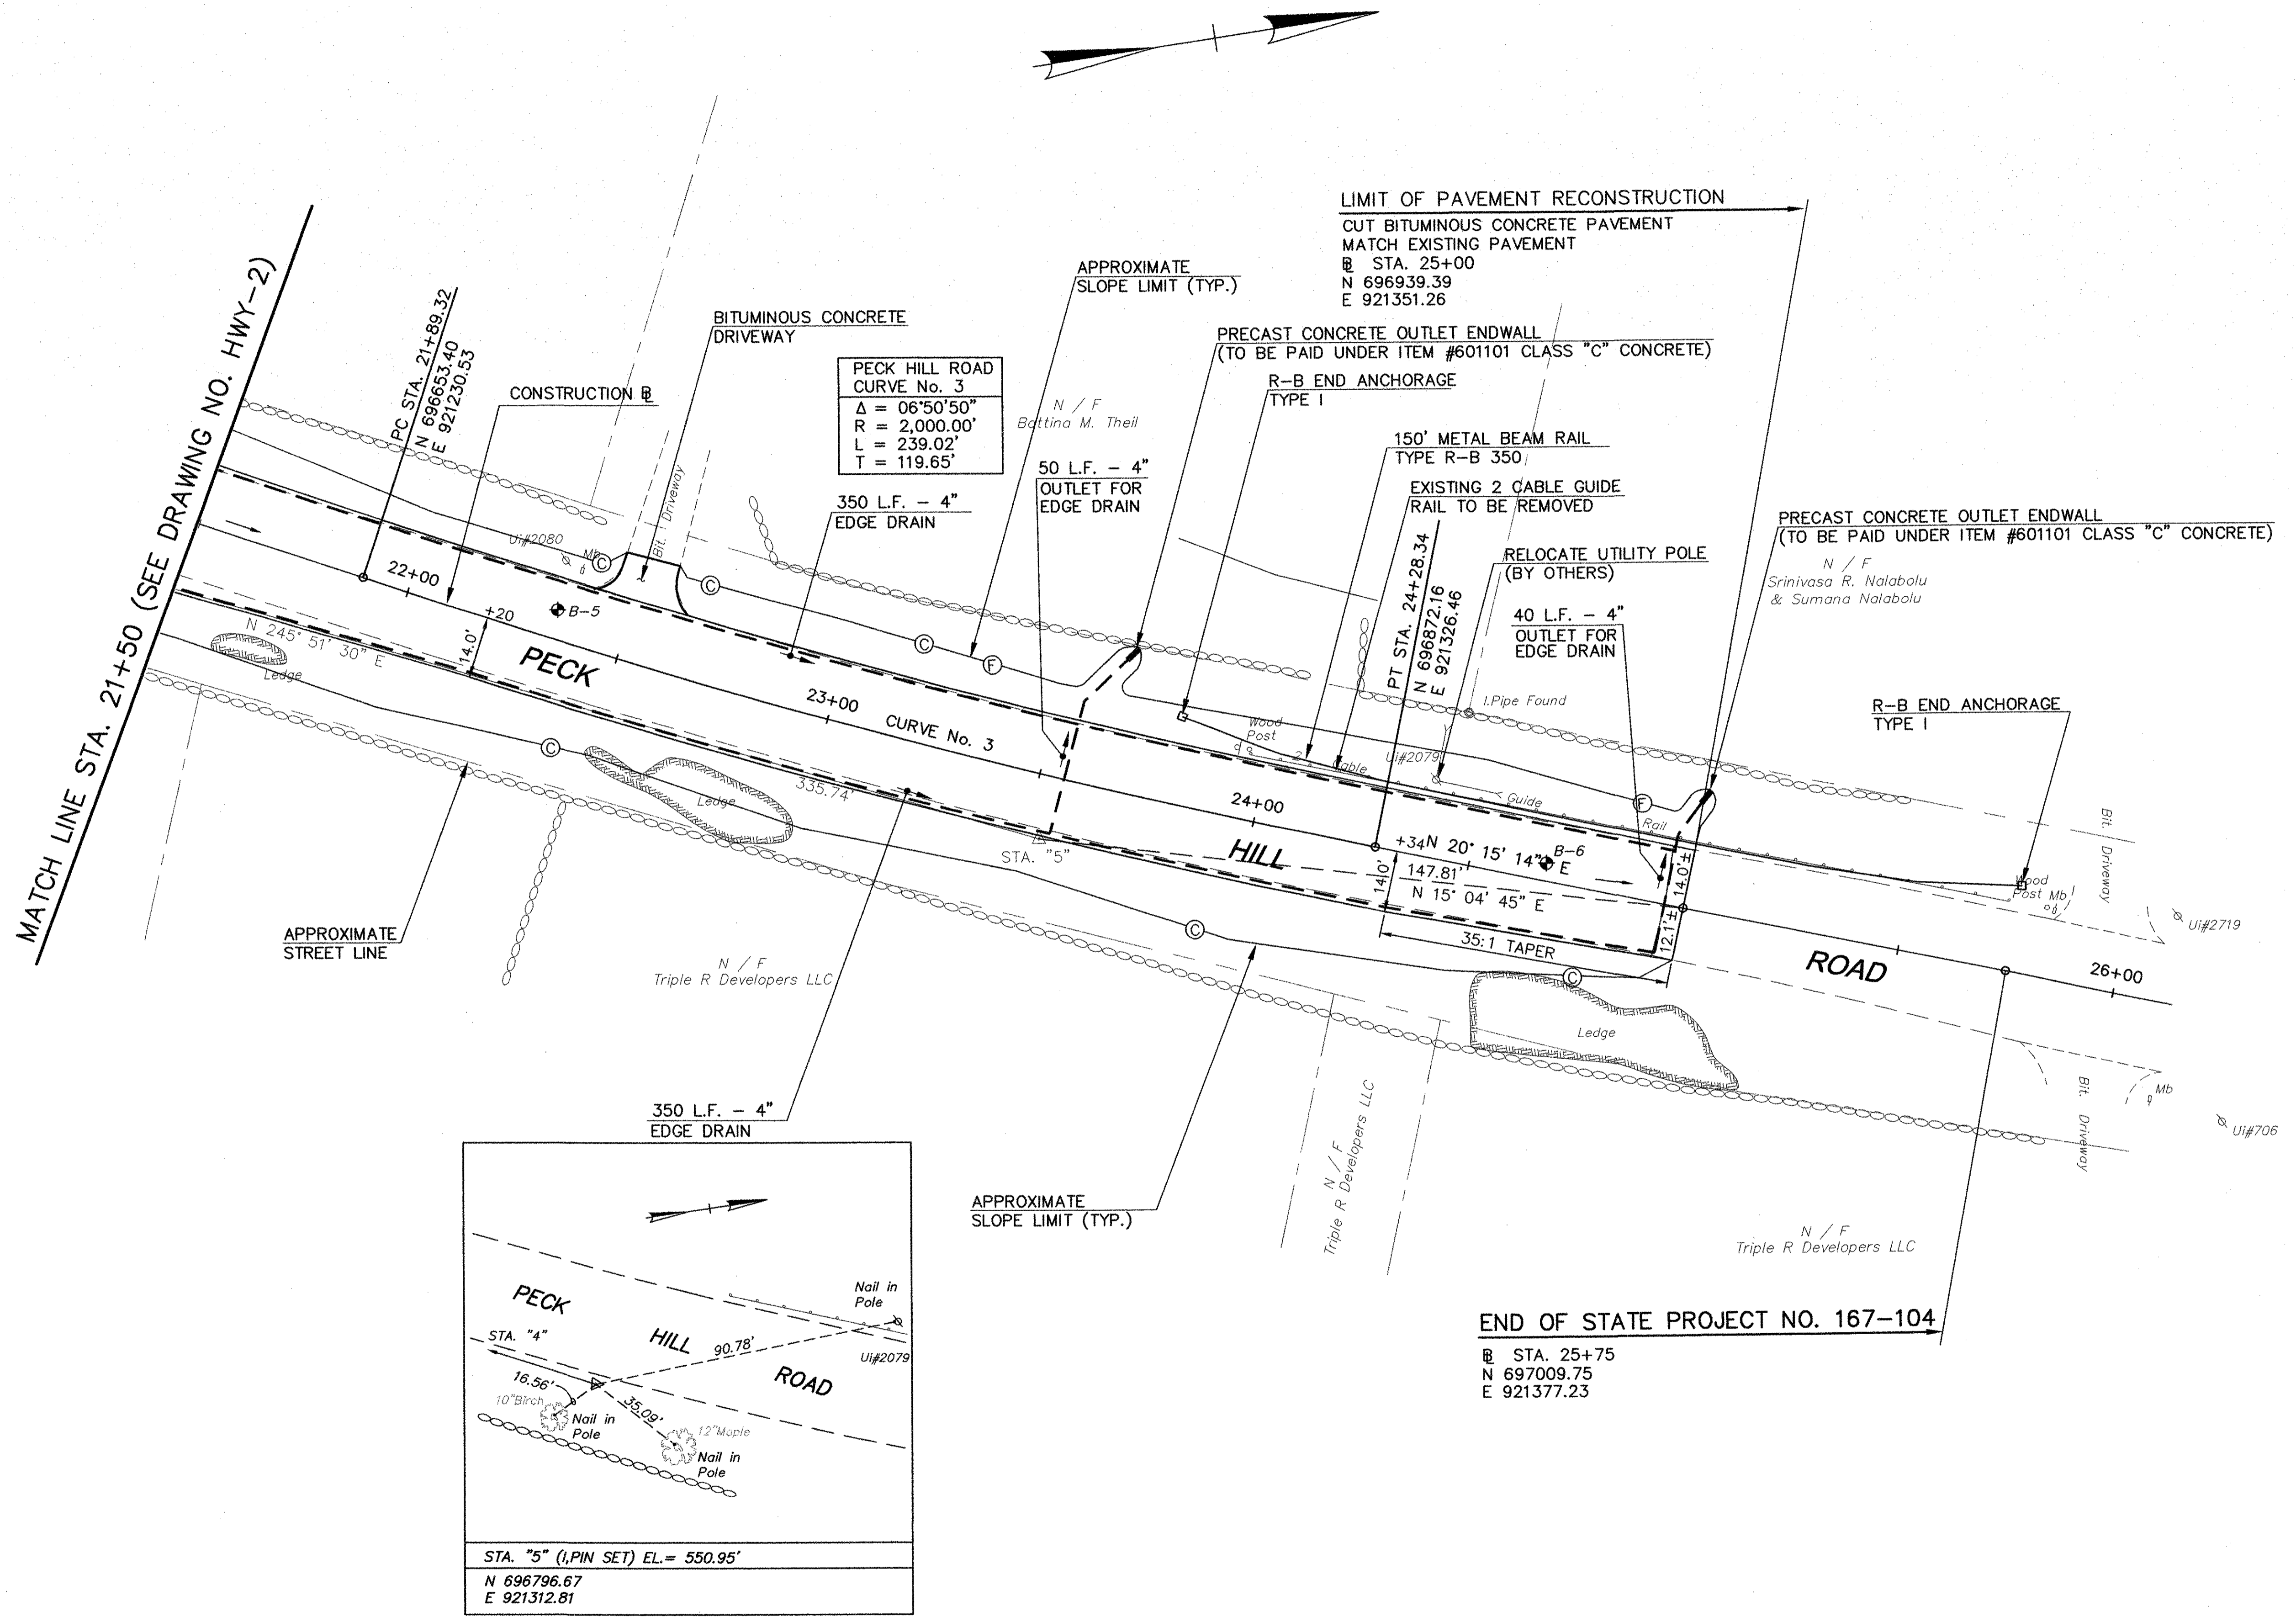 LIMIT OF PAVEMENT RECONSTRUCTION
CUT BITUMINOUS CONCRETE PAVEMENT
MATCH EXISTING PAVEMENT
℄ STA. 25+00
N 696939.39
E 921351.26
MATCH LINE STA. 21+50 (SEE DRAWING NO. HWY-2)
PC STA. 21+89.32
N 696653.40
E 921230.53
CONSTRUCTION ℄
BITUMINOUS CONCRETE
DRIVEWAY
PECK HILL ROAD
CURVE No. 3
Δ = 06°50'50"
R = 2,000.00'
L = 239.02'
T = 119.65'
APPROXIMATE
SLOPE LIMIT (TYP.)
PRECAST CONCRETE OUTLET ENDWALL
(TO BE PAID UNDER ITEM #601101 CLASS "C" CONCRETE)
R-B END ANCHORAGE
TYPE I
N / F
Battina M. Theil
150' METAL BEAM RAIL
TYPE R-B 350
50 L.F. - 4"
OUTLET FOR
EDGE DRAIN
350 L.F. - 4"
EDGE DRAIN
EXISTING 2 CABLE GUIDE
RAIL TO BE REMOVED
PT STA. 24+28.34
N 696872.16
E 921326.46
RELOCATE UTILITY POLE
(BY OTHERS)
PRECAST CONCRETE OUTLET ENDWALL
(TO BE PAID UNDER ITEM #601101 CLASS "C" CONCRETE)
N / F
Srinivasa R. Nalabolu
& Sumana Nalabolu
40 L.F. - 4"
OUTLET FOR
EDGE DRAIN
Bit. Driveway
Ui#2080
Mb
C
C
C
F
22+00
+20
B-5
14.0'
N 245° 51' 30" E
Ledge
PECK
23+00
CURVE No. 3
I.Pipe Found
R-B END ANCHORAGE
TYPE I
Wood
Post
2
Cable
Ui#2079
Guide
Rail
F
C
Ledge
335.74'
24+00
STA. "5"
HILL
+34
N 20° 15' 14" E
B-6
147.81'
N 15° 04' 45" E
14.0'
14.0'±
12.1'±
35:1 TAPER
Wood
Post Mb
Bit. Driveway
Ui#2719
APPROXIMATE
STREET LINE
N / F
Triple R Developers LLC
C
C
ROAD
26+00
Ledge
350 L.F. - 4"
EDGE DRAIN
Bit. Driveway
Mb
Ui#706
N / F
Triple R Developers LLC
APPROXIMATE
SLOPE LIMIT (TYP.)
N / F
Triple R Developers LLC
END OF STATE PROJECT NO. 167-104
℄ STA. 25+75
N 697009.75
E 921377.23
PECK
HILL
ROAD
STA. "4"
Nail in
Pole
90.78'
Ui#2079
16.56'
10"Birch
Nail in
Pole
35.09'
12"Maple
Nail in
Pole
STA. "5" (I,PIN SET) EL.= 550.95'
N 696796.67
E 921312.81